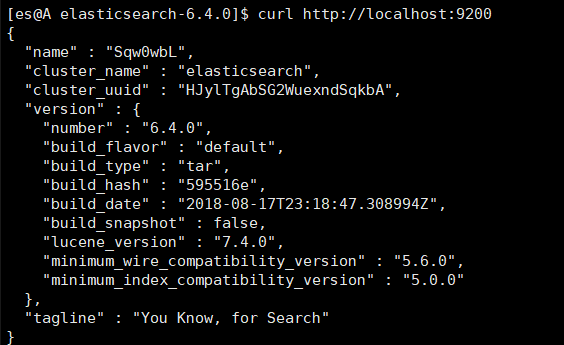 [es@A elasticsearch-6.4.0]$ curl http://localhost:9200
{
  "name" : "Sqw0wbL",
  "cluster_name" : "elasticsearch",
  "cluster_uuid" : "HJylTgAbSG2WuexndSqkbA",
  "version" : {
    "number" : "6.4.0",
    "build_flavor" : "default",
    "build_type" : "tar",
    "build_hash" : "595516e",
    "build_date" : "2018-08-17T23:18:47.308994Z",
    "build_snapshot" : false,
    "lucene_version" : "7.4.0",
    "minimum_wire_compatibility_version" : "5.6.0",
    "minimum_index_compatibility_version" : "5.0.0"
  },
  "tagline" : "You Know, for Search"
}